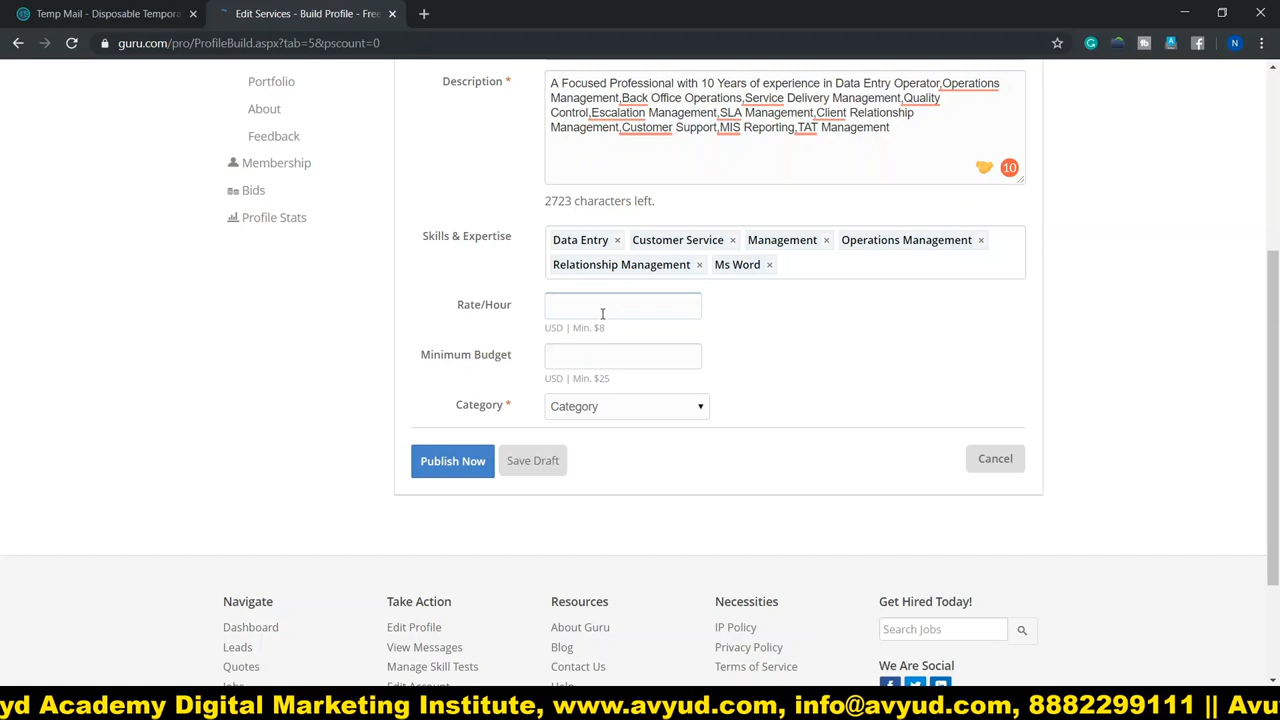 Temp Mail - Disposable Tempora
Edit Services - Build Profile - Free
guru.com/pro/ProfileBuild.aspx?tab=5&pscount=0
N
Portfolio
About
Feedback
Membership
Bids
Profile Stats
Description *
A Focused Professional with 10 Years of experience in Data Entry Operator,Operations
Management,Back Office Operations,Service Delivery Management,Quality
Control,Escalation Management,SLA Management,Client Relationship
Management,Customer Support,MIS Reporting,TAT Management
10
2723 characters left.
Skills & Expertise
Data Entry × Customer Service × Management × Operations Management ×
Relationship Management × Ms Word ×
Rate/Hour
USD | Min. $8
Minimum Budget
USD | Min. $25
Category *
Category
Publish Now
Save Draft
Cancel
Navigate
Dashboard
Leads
Quotes
Take Action
Edit Profile
View Messages
Manage Skill Tests
Edit Account
Resources
About Guru
Blog
Contact Us
Help
Necessities
IP Policy
Privacy Policy
Terms of Service
Get Hired Today!
Search Jobs
We Are Social
yd Academy Digital Marketing Institute, www.avyud.com, info@avyud.com, 8882299111 || Avu